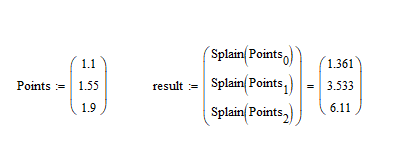 1.1
Splain(Points0)
1.361
Points := 1.55 result := Splain(Points1) = 3.533
1.9
Splain(Points2)
6.11